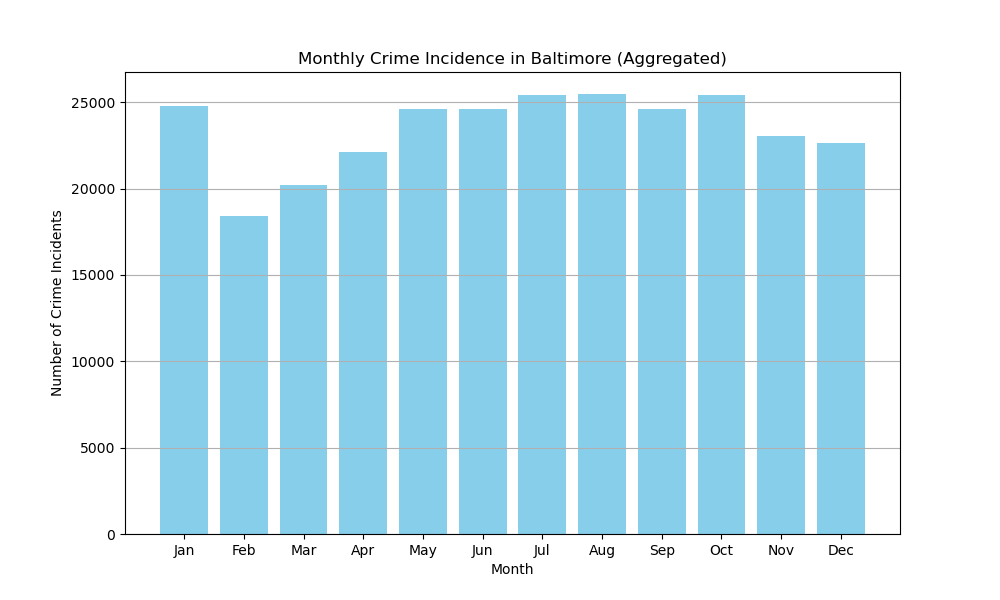 Monthly Crime Incidence in Baltimore (Aggregated)
25000
20000
15000
10000
5000
0
Number of Crime Incidents
Jan Feb Mar Apr May Jun Jul Aug Sep Oct Nov Dec
Month